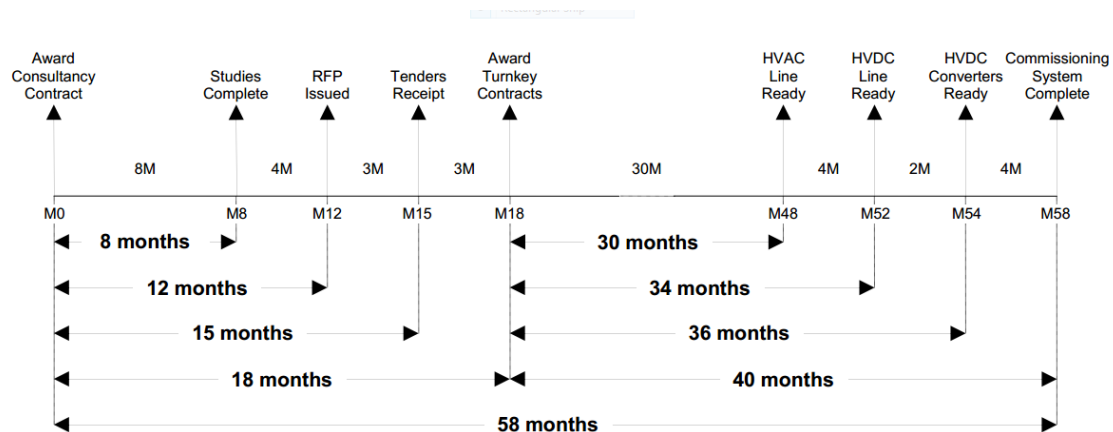 Award
Consultancy
Contract
Studies
Complete
RFP
Issued
Tenders
Receipt
Award
Turnkey
Contracts
HVAC
Line
Ready
HVDC
Line
Ready
HVDC
Converters
Ready
Commissioning
System
Complete
8M
4M
3M
3M
30M
4M
2M
4M
M0
M8
M12
M15
M18
M48
M52
M54
M58
8 months
30 months
12 months
34 months
15 months
36 months
18 months
40 months
58 months